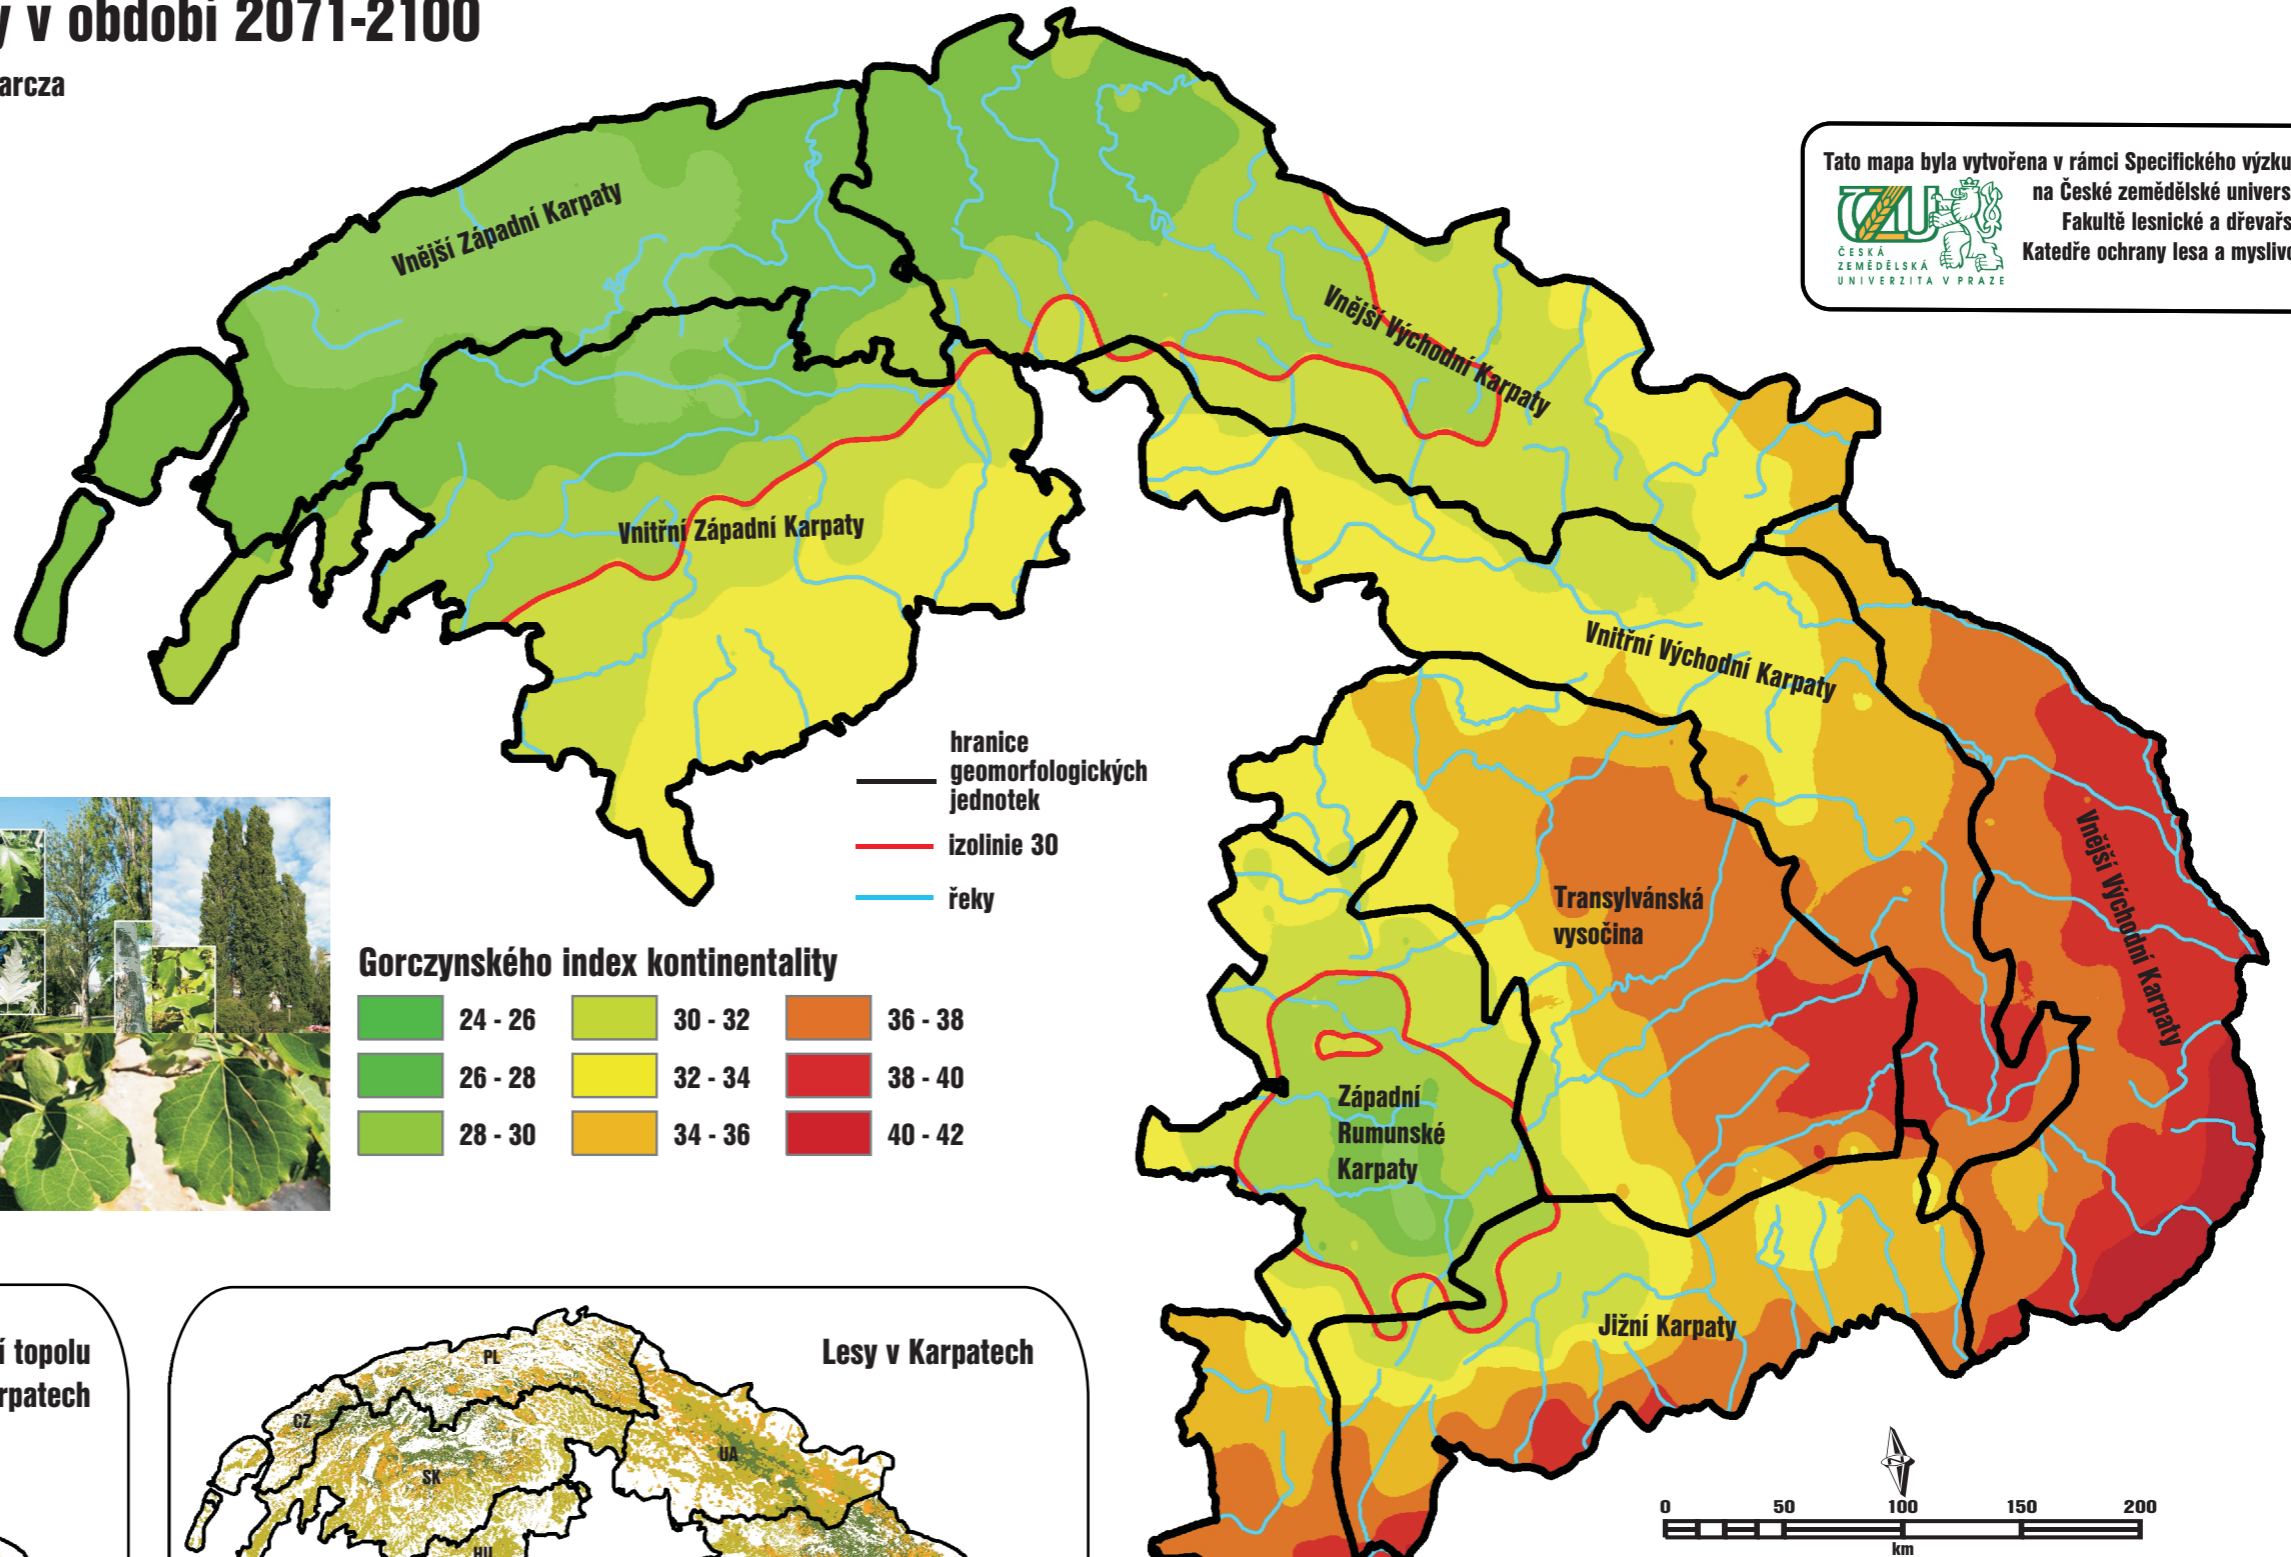 y v období 2071-2100
arcza
Tato mapa byla vytvořena v rámci Specifického výzku
na České zemědělské univers
Fakultě lesnické a dřevařs
Katedře ochrany lesa a myslivo
ČZU
ČESKÁ
ZEMĚDĚLSKÁ
UNIVERZITA V PRAZE
Vnější Západní Karpaty
Vnější Východní Karpaty
Vnitřní Západní Karpaty
Vnitřní Východní Karpaty
Vnější Východní Karpaty
Transylvánská
vysočina
Západní
Rumunské
Karpaty
Jižní Karpaty
hranice
geomorfologických
jednotek
izolinie 30
řeky
Gorczynského index kontinentality
24 - 26
26 - 28
28 - 30
30 - 32
32 - 34
34 - 36
36 - 38
38 - 40
40 - 42
í topolu
rpatech
Lesy v Karpatech
PL
CZ
SK
UA
HU
0 50 100 150 200
km